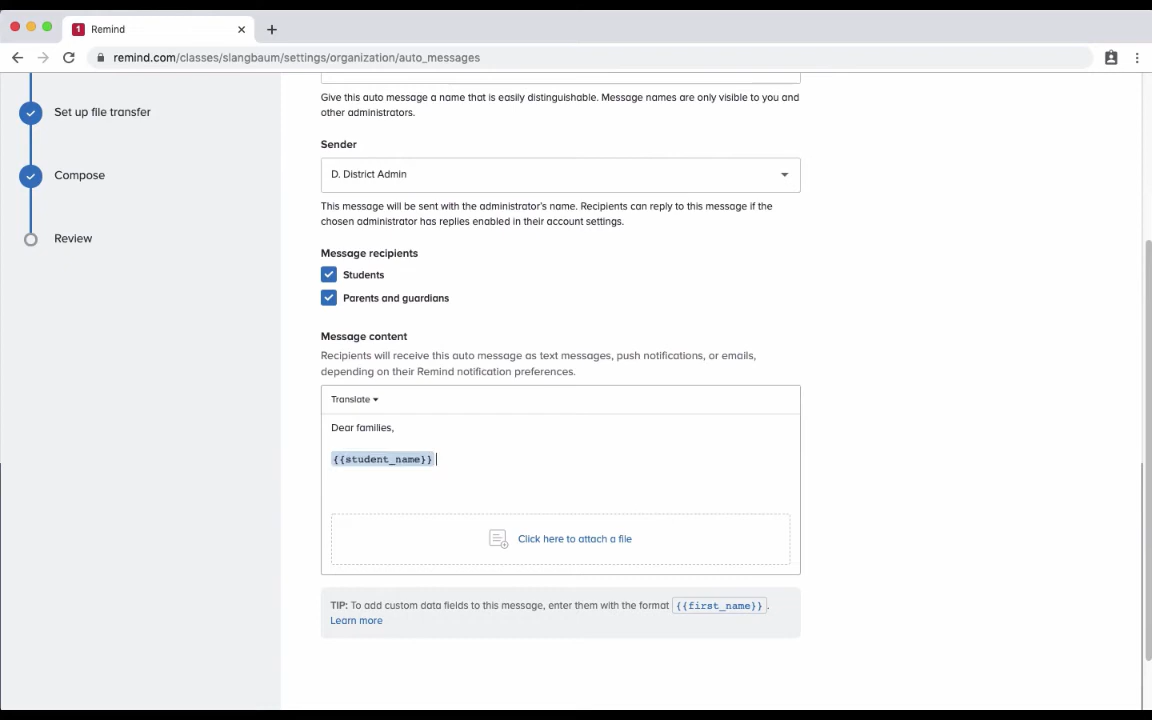 1 Remind
remind.com/classes/slangbaum/settings/organization/auto_messages
Set up file transfer
Compose
Review
Give this auto message a name that is easily distinguishable. Message names are only visible to you and
other administrators.
Sender
D. District Admin
This message will be sent with the administrator's name. Recipients can reply to this message if the
chosen administrator has replies enabled in their account settings.
Message recipients
Students
Parents and guardians
Message content
Recipients will receive this auto message as text messages, push notifications, or emails,
depending on their Remind notification preferences.
Translate
Dear families,
{{student_name}}
Click here to attach a file
TIP: To add custom data fields to this message, enter them with the format {{first_name}}.
Learn more